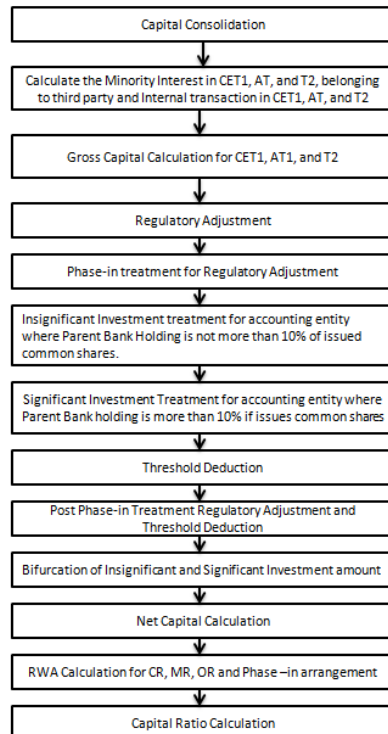 Capital Consolidation
Calculate the Minority Interest in CET1, AT, and T2, belonging
to third party and Internal transaction in CET1, AT, and T2
Gross Capital Calculation for CET1, AT1, and T2
Regulatory Adjustment
Phase-in treatment for Regulatory Adjustment
Insignificant Investment treatment for accounting entity
where Parent Bank Holding is not more than 10% of issued
common shares.
Significant Investment Treatment for accounting entity where
Parent Bank holding is more than 10% if issues common shares
Threshold Deduction
Post Phase-in Treatment Regulatory Adjustment and
Threshold Deduction
Bifurcation of Insignificant and Significant Investment amount
Net Capital Calculation
RWA Calculation for CR, MR, OR and Phase –in arrangement
Capital Ratio Calculation